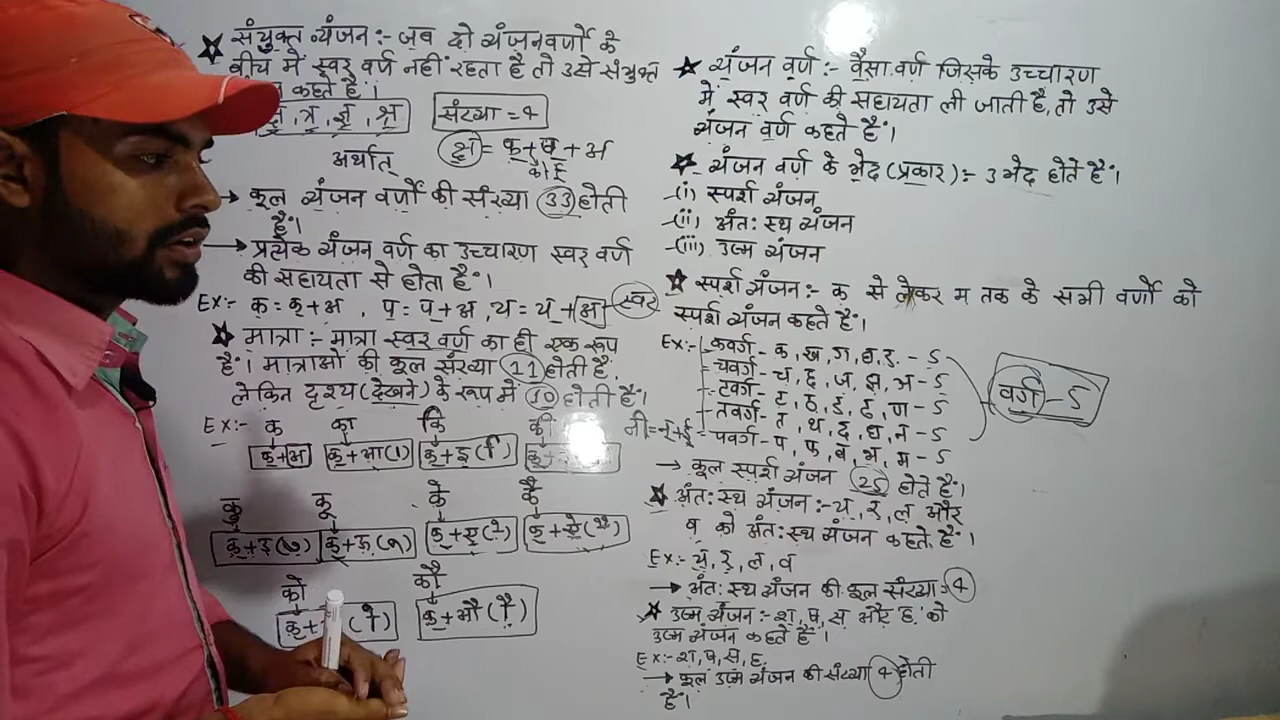 संयुक्त व्यंजन :- जब दो व्यंजन वर्णों के
बीच में स्वर वर्ण नहीं रहता है तो उसे संयुक्त
कहते हैं।
त्र, ज्ञ, श्र
संख्या = 4
क्ष = क् + ष + अ
अर्थात्
→ कुल व्यंजन वर्णों की संख्या 33 होती
हैं।
→ प्रत्येक व्यंजन वर्ण का उच्चारण स्वर वर्ण
की सहायता से होता हैं।
Ex:- क = क् + अ , प = प् + अ , य = य् + अ स्वर
मात्रा :- मात्रा स्वर वर्ण का ही एक रूप
हैं। मात्राओं की कुल संख्या 11 होती हैं,
लेकिन दृश्य (देखने) के रूप में 10 होती हैं।
Ex:- क का कि की
क् + अ क् + आ (ा) क् + इ (ि)
कु कू के कै
क् + उ (ु) क् + ऊ (ू) क् + ए (े) क् + ऐ (ै)
को कौ
क् + (ो) क् + औ (ौ)
व्यंजन वर्ण :- वैसा वर्ण जिसके उच्चारण
में स्वर वर्ण की सहायता ली जाती है, तो उसे
व्यंजन वर्ण कहते हैं।
व्यंजन वर्ण के भेद (प्रकार) :- 3 भेद होते हैं।
(i) स्पर्श व्यंजन
(ii) अंतः स्थ व्यंजन
(iii) उष्म व्यंजन
स्पर्श व्यंजन :- क से लेकर म तक के सभी वर्णों को
स्पर्श व्यंजन कहते हैं।
Ex:- कवर्ग - क, ख, ग, घ, ङ - 5
चवर्ग - च, छ, ज, झ, ञ - 5
टवर्ग - ट, ठ, ड, ढ, ण - 5
तवर्ग - त, थ, द, ध, न - 5
पवर्ग - प, फ, ब, भ, म - 5
वर्ग - 5
नी = न् + ई
→ कुल स्पर्श व्यंजन 25 होते हैं।
अंतः स्थ व्यंजन :- य, र, ल और
व को अंतः स्थ व्यंजन कहते हैं।
Ex:- य, र, ल, व
→ अंतः स्थ व्यंजन की कुल संख्या = 4
उष्म व्यंजन :- श, ष, स और ह को
उष्म व्यंजन कहते हैं।
Ex:- श, ष, स, ह
→ कुल उष्म व्यंजन की संख्या 4 होती
हैं।